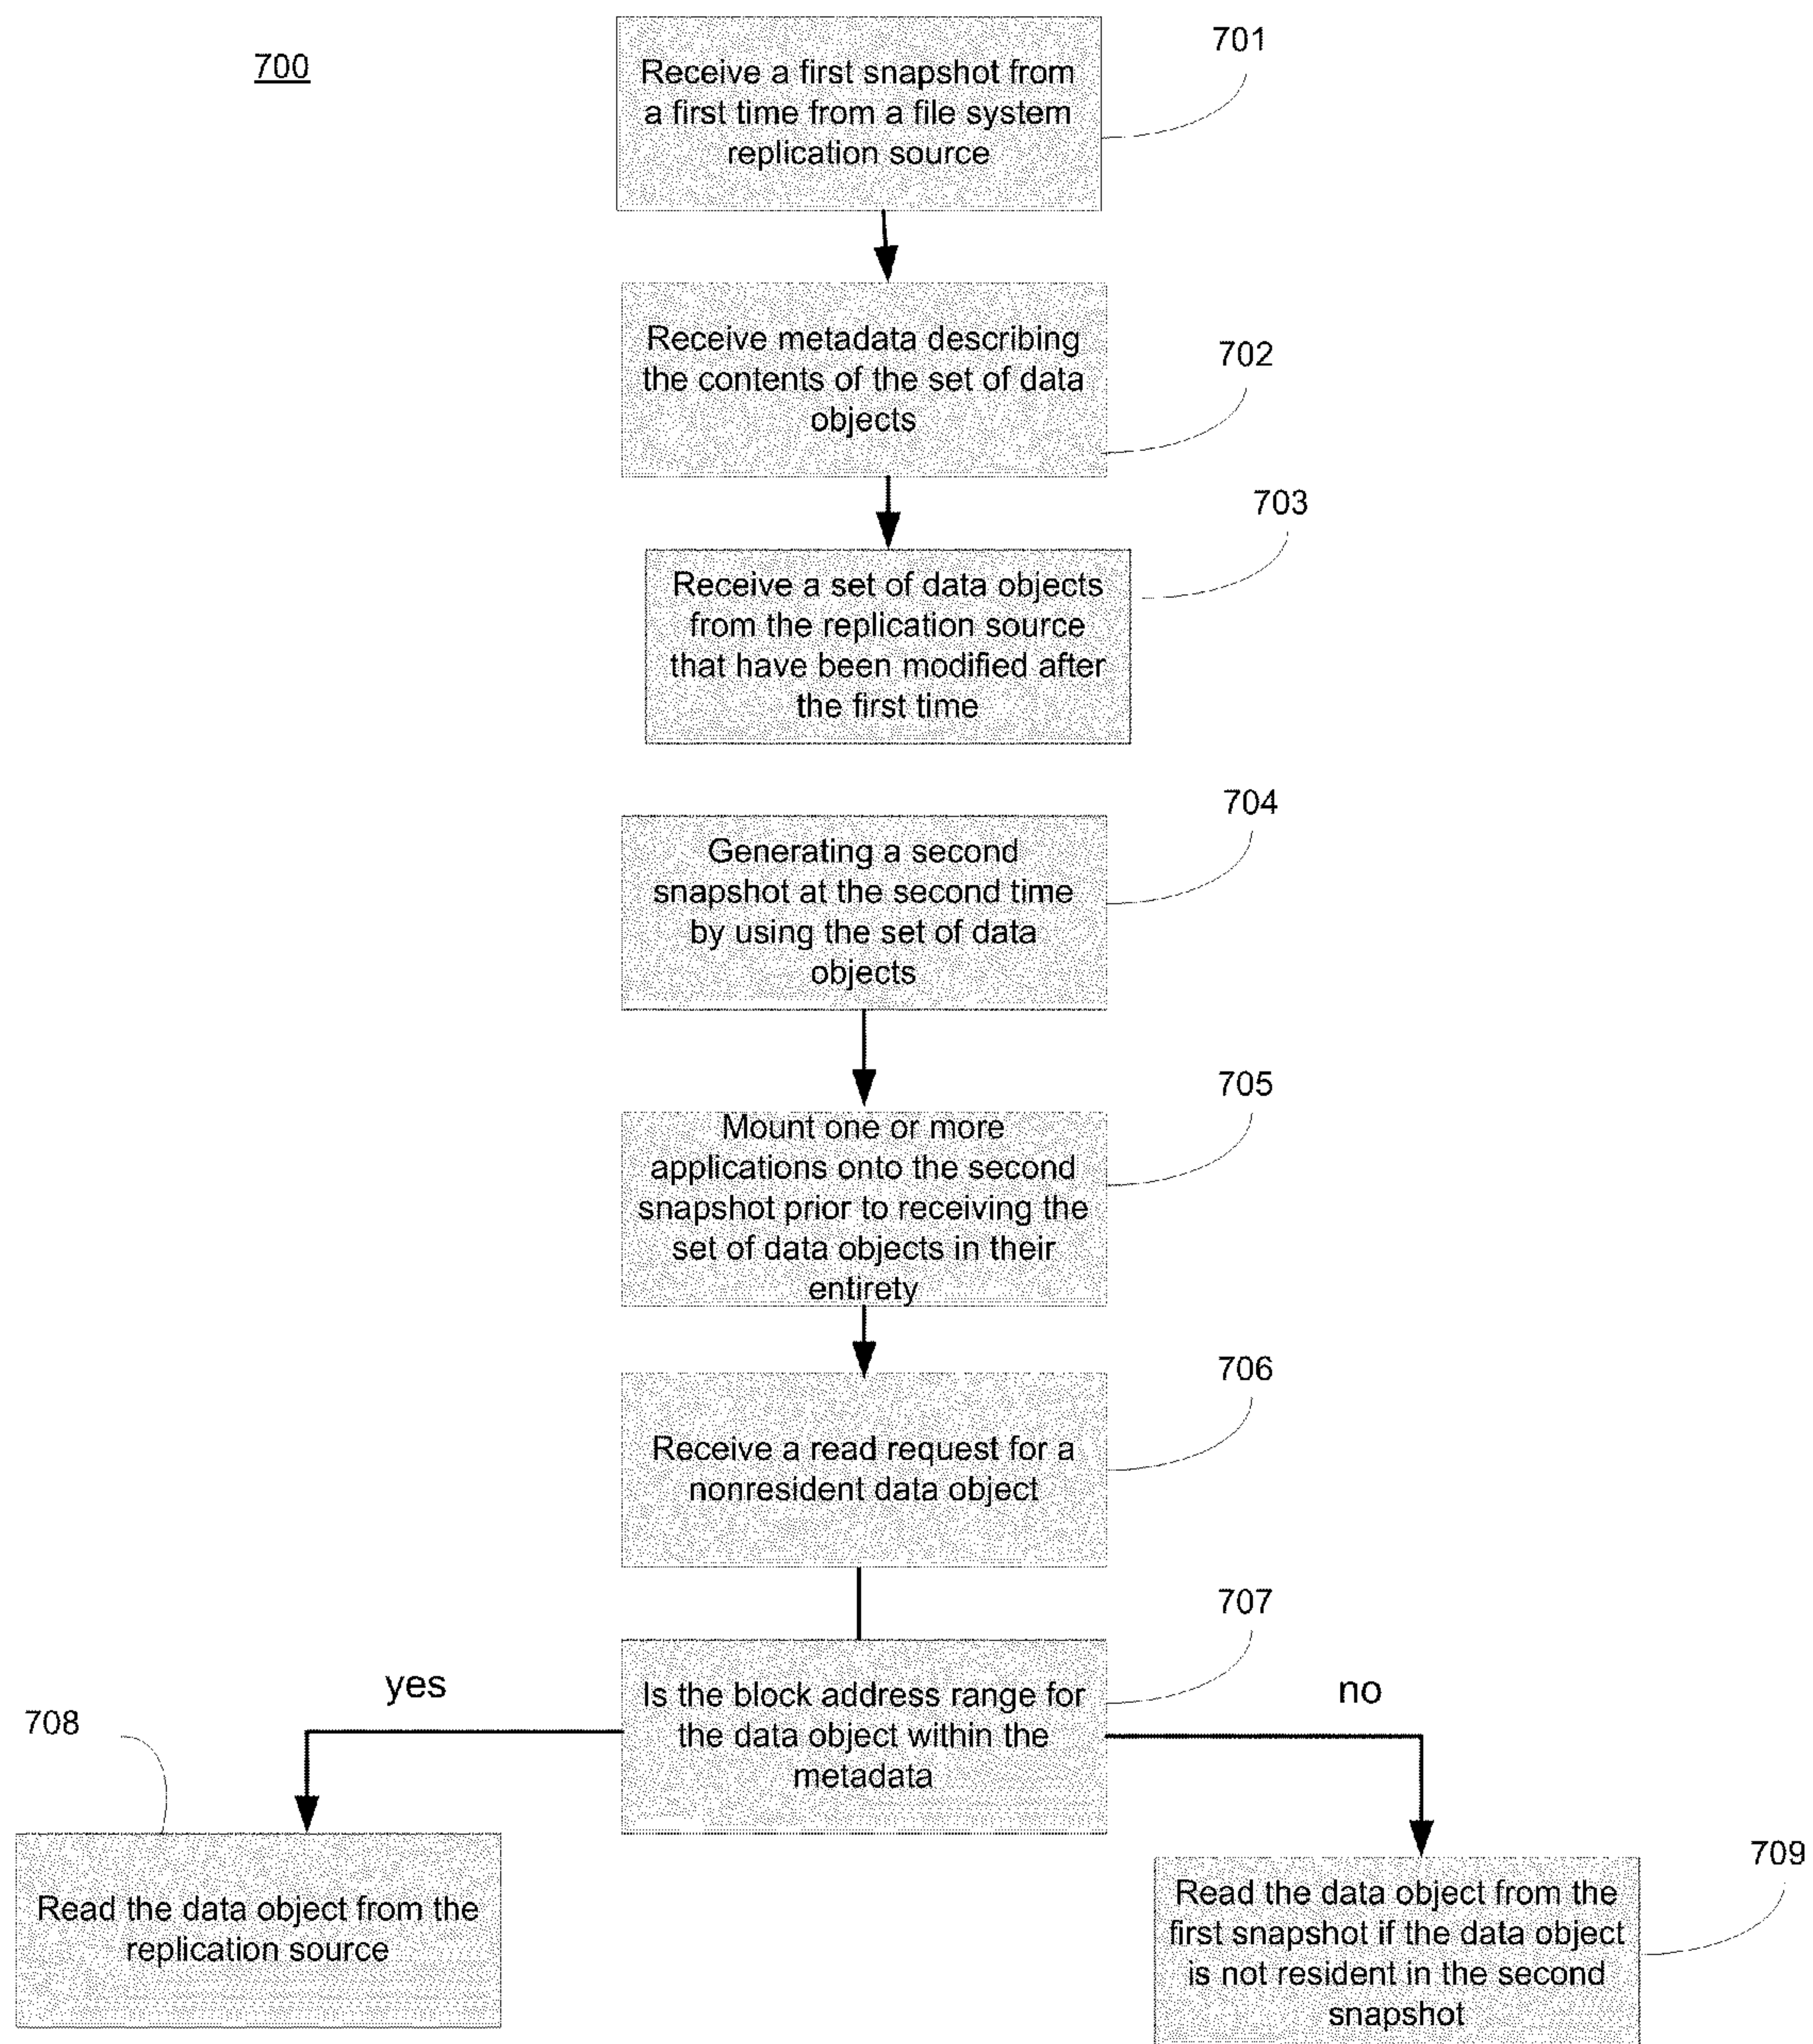 700
701
Receive a first snapshot from
a first time from a file system
replication source
702
Receive metadata describing
the contents of the set of data
objects
703
Receive a set of data objects
from the replication source
that have been modified after
the first time
704
Generating a second
snapshot at the second time
by using the set of data
objects
705
Mount one or more
applications onto the second
snapshot prior to receiving the
set of data objects in their
entirety
706
Receive a read request for a
nonresident data object
707
Is the block address range for
the data object within the
metadata
yes
no
708
Read the data object from the
replication source
709
Read the data object from the
first snapshot if the data object
is not resident in the second
snapshot